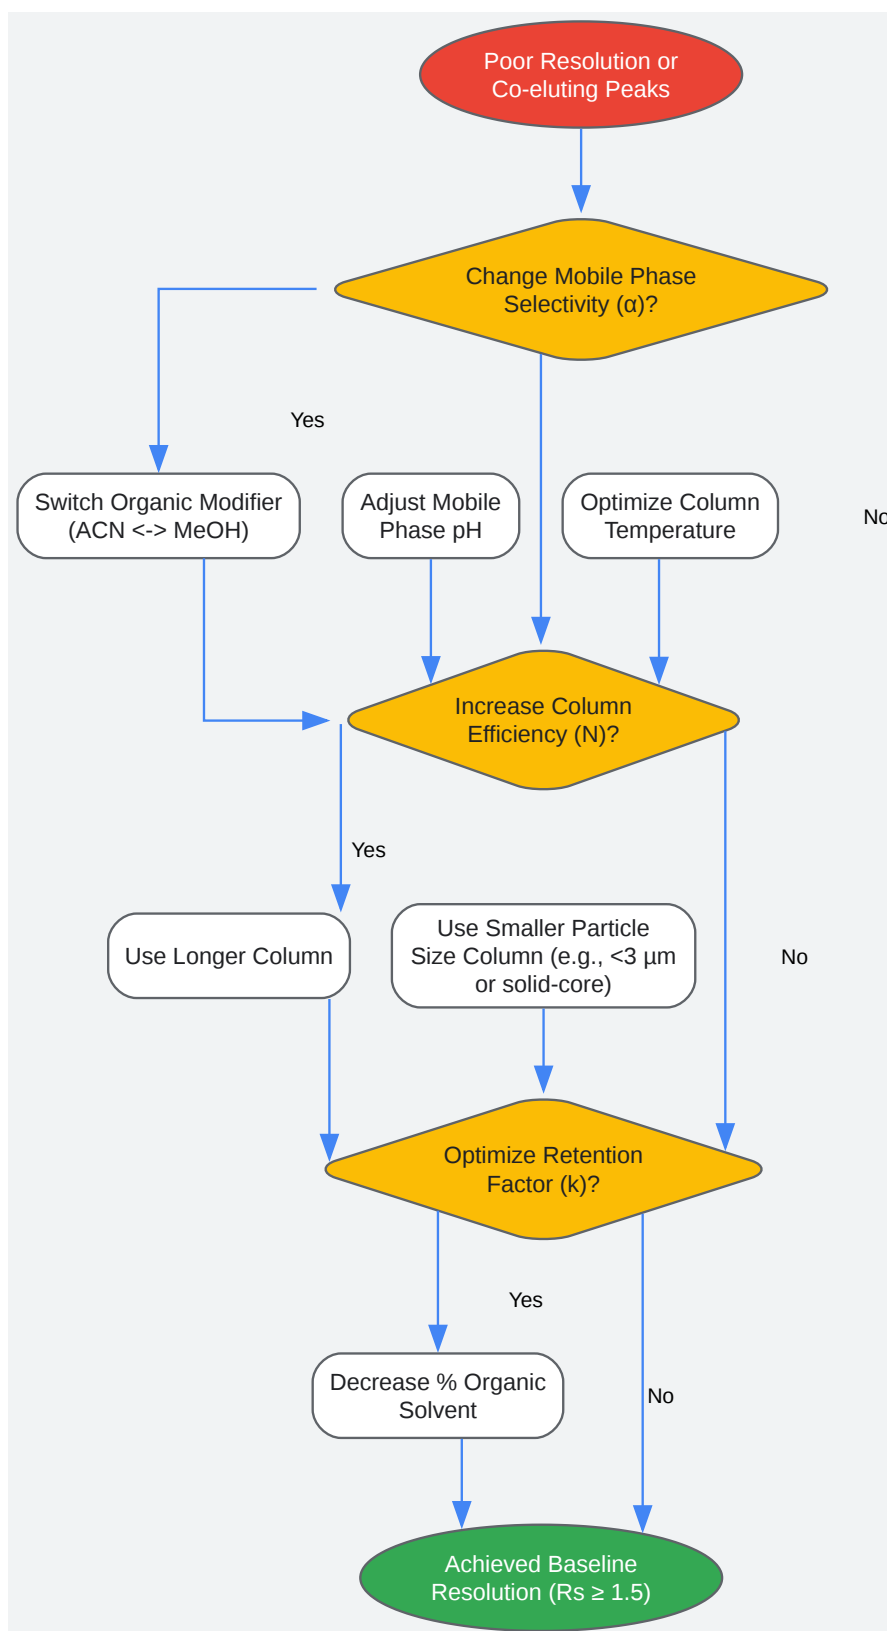 Poor Resolution or
Co-eluting Peaks
Change Mobile Phase
Selectivity (α)?
Yes
Switch Organic Modifier
(ACN <-> MeOH)
Adjust Mobile
Phase pH
Optimize Column
Temperature
No
Increase Column
Efficiency (N)?
Yes
Use Longer Column
Use Smaller Particle
Size Column (e.g., <3 µm
or solid-core)
No
Optimize Retention
Factor (k)?
Yes
Decrease % Organic
Solvent
No
Achieved Baseline
Resolution (Rs ≥ 1.5)